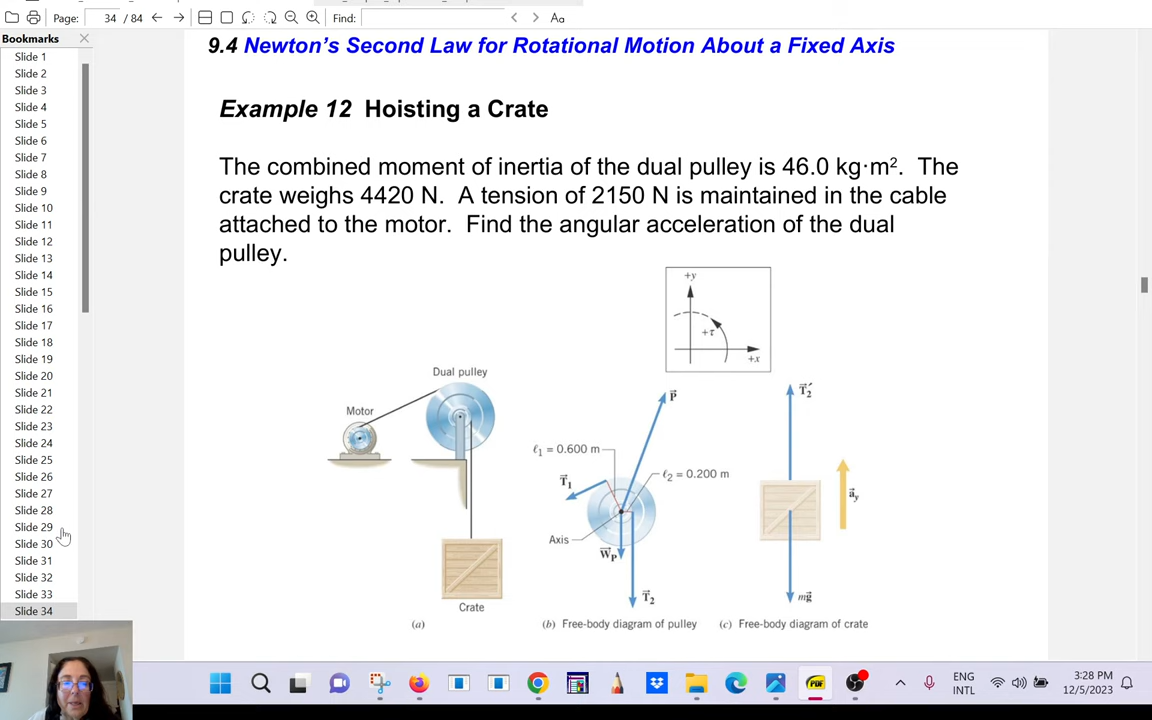 Page: 34 / 84 Find: Aa
Bookmarks
Slide 1
Slide 2
Slide 3
Slide 4
Slide 5
Slide 6
Slide 7
Slide 8
Slide 9
Slide 10
Slide 11
Slide 12
Slide 13
Slide 14
Slide 15
Slide 16
Slide 17
Slide 18
Slide 19
Slide 20
Slide 21
Slide 22
Slide 23
Slide 24
Slide 25
Slide 26
Slide 27
Slide 28
Slide 29
Slide 30
Slide 31
Slide 32
Slide 33
Slide 34
9.4 Newton's Second Law for Rotational Motion About a Fixed Axis
Example 12 Hoisting a Crate
The combined moment of inertia of the dual pulley is 46.0 kg·m². The
crate weighs 4420 N. A tension of 2150 N is maintained in the cable
attached to the motor. Find the angular acceleration of the dual
pulley.
+y
+τ
+x
Dual pulley
Motor
Crate
(a)
ℓ₁ = 0.600 m
ℓ₂ = 0.200 m
P⃗
T⃗₁
Axis
W⃗P
T⃗₂
(b) Free-body diagram of pulley
T⃗₂′
a⃗y
mg⃗
(c) Free-body diagram of crate
PDF
ENG
INTL
3:28 PM
12/5/2023